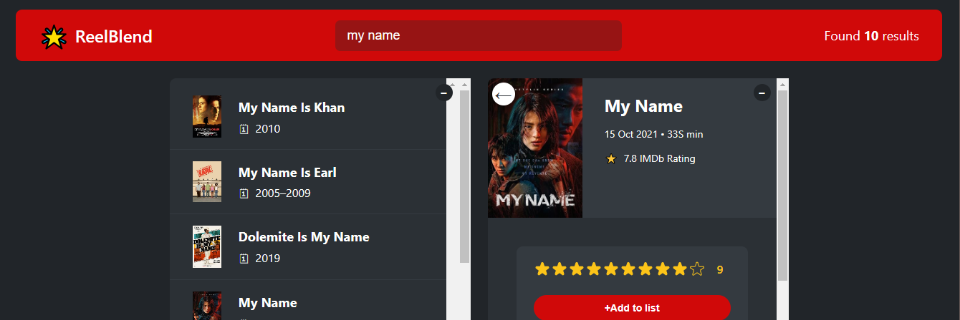 ReelBlend
my name
Found 10 results
My Name Is Khan
2010
My Name Is Earl
2005–2009
Dolemite Is My Name
2019
My Name
←
MY NAME
My Name
15 Oct 2021 • 33S min
7.8 IMDb Rating
9
+Add to list